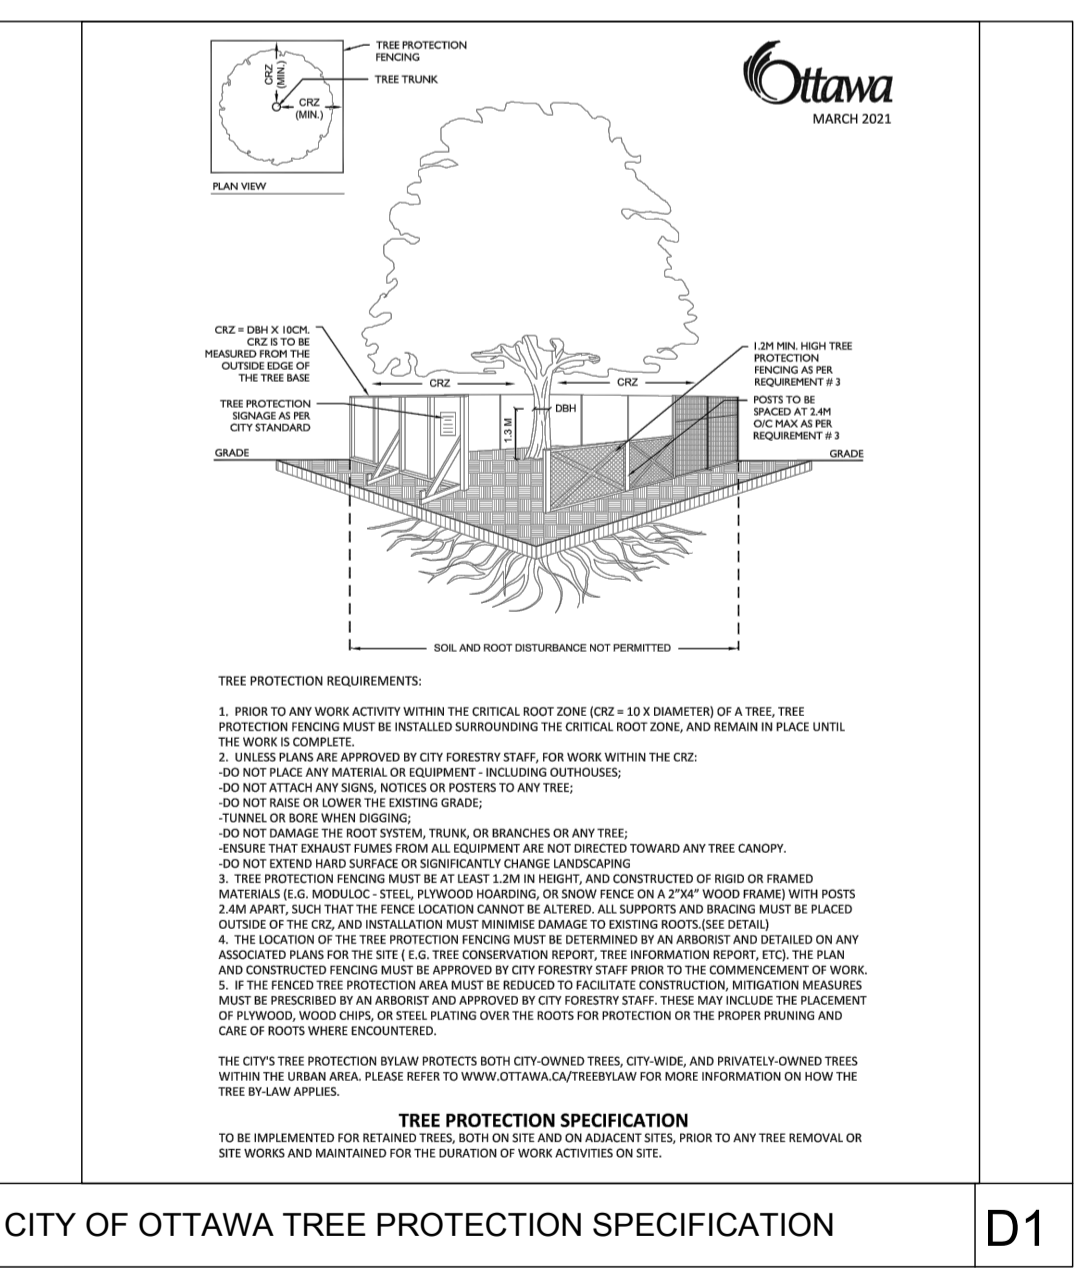 TREE PROTECTION
FENCING
TREE TRUNK
CRZ
(MIN.)
CRZ
(MIN.)
PLAN VIEW
Ottawa
MARCH 2021
CRZ = DBH X 10CM.
CRZ IS TO BE
MEASURED FROM THE
OUTSIDE EDGE OF
THE TREE BASE
TREE PROTECTION
SIGNAGE AS PER
CITY STANDARD
GRADE
CRZ
CRZ
DBH
1.3 M
1.2M MIN. HIGH TREE
PROTECTION
FENCING AS PER
REQUIREMENT # 3
POSTS TO BE
SPACED AT 2.4M
O/C MAX AS PER
REQUIREMENT # 3
GRADE
SOIL AND ROOT DISTURBANCE NOT PERMITTED
TREE PROTECTION REQUIREMENTS:
1. PRIOR TO ANY WORK ACTIVITY WITHIN THE CRITICAL ROOT ZONE (CRZ = 10 X DIAMETER) OF A TREE, TREE
PROTECTION FENCING MUST BE INSTALLED SURROUNDING THE CRITICAL ROOT ZONE, AND REMAIN IN PLACE UNTIL
THE WORK IS COMPLETE.
2. UNLESS PLANS ARE APPROVED BY CITY FORESTRY STAFF, FOR WORK WITHIN THE CRZ:
-DO NOT PLACE ANY MATERIAL OR EQUIPMENT - INCLUDING OUTHOUSES;
-DO NOT ATTACH ANY SIGNS, NOTICES OR POSTERS TO ANY TREE;
-DO NOT RAISE OR LOWER THE EXISTING GRADE;
-TUNNEL OR BORE WHEN DIGGING;
-DO NOT DAMAGE THE ROOT SYSTEM, TRUNK, OR BRANCHES OR ANY TREE;
-ENSURE THAT EXHAUST FUMES FROM ALL EQUIPMENT ARE NOT DIRECTED TOWARD ANY TREE CANOPY.
-DO NOT EXTEND HARD SURFACE OR SIGNIFICANTLY CHANGE LANDSCAPING
3. TREE PROTECTION FENCING MUST BE AT LEAST 1.2M IN HEIGHT, AND CONSTRUCTED OF RIGID OR FRAMED
MATERIALS (E.G. MODULOC - STEEL, PLYWOOD HOARDING, OR SNOW FENCE ON A 2"X4" WOOD FRAME) WITH POSTS
2.4M APART, SUCH THAT THE FENCE LOCATION CANNOT BE ALTERED. ALL SUPPORTS AND BRACING MUST BE PLACED
OUTSIDE OF THE CRZ, AND INSTALLATION MUST MINIMISE DAMAGE TO EXISTING ROOTS.(SEE DETAIL)
4. THE LOCATION OF THE TREE PROTECTION FENCING MUST BE DETERMINED BY AN ARBORIST AND DETAILED ON ANY
ASSOCIATED PLANS FOR THE SITE ( E.G. TREE CONSERVATION REPORT, TREE INFORMATION REPORT, ETC). THE PLAN
AND CONSTRUCTED FENCING MUST BE APPROVED BY CITY FORESTRY STAFF PRIOR TO THE COMMENCEMENT OF WORK.
5. IF THE FENCED TREE PROTECTION AREA MUST BE REDUCED TO FACILITATE CONSTRUCTION, MITIGATION MEASURES
MUST BE PRESCRIBED BY AN ARBORIST AND APPROVED BY CITY FORESTRY STAFF. THESE MAY INCLUDE THE PLACEMENT
OF PLYWOOD, WOOD CHIPS, OR STEEL PLATING OVER THE ROOTS FOR PROTECTION OR THE PROPER PRUNING AND
CARE OF ROOTS WHERE ENCOUNTERED.
THE CITY'S TREE PROTECTION BYLAW PROTECTS BOTH CITY-OWNED TREES, CITY-WIDE, AND PRIVATELY-OWNED TREES
WITHIN THE URBAN AREA. PLEASE REFER TO WWW.OTTAWA.CA/TREEBYLAW FOR MORE INFORMATION ON HOW THE
TREE BY-LAW APPLIES.
TREE PROTECTION SPECIFICATION
TO BE IMPLEMENTED FOR RETAINED TREES, BOTH ON SITE AND ON ADJACENT SITES, PRIOR TO ANY TREE REMOVAL OR
SITE WORKS AND MAINTAINED FOR THE DURATION OF WORK ACTIVITIES ON SITE.
CITY OF OTTAWA TREE PROTECTION SPECIFICATION
D1